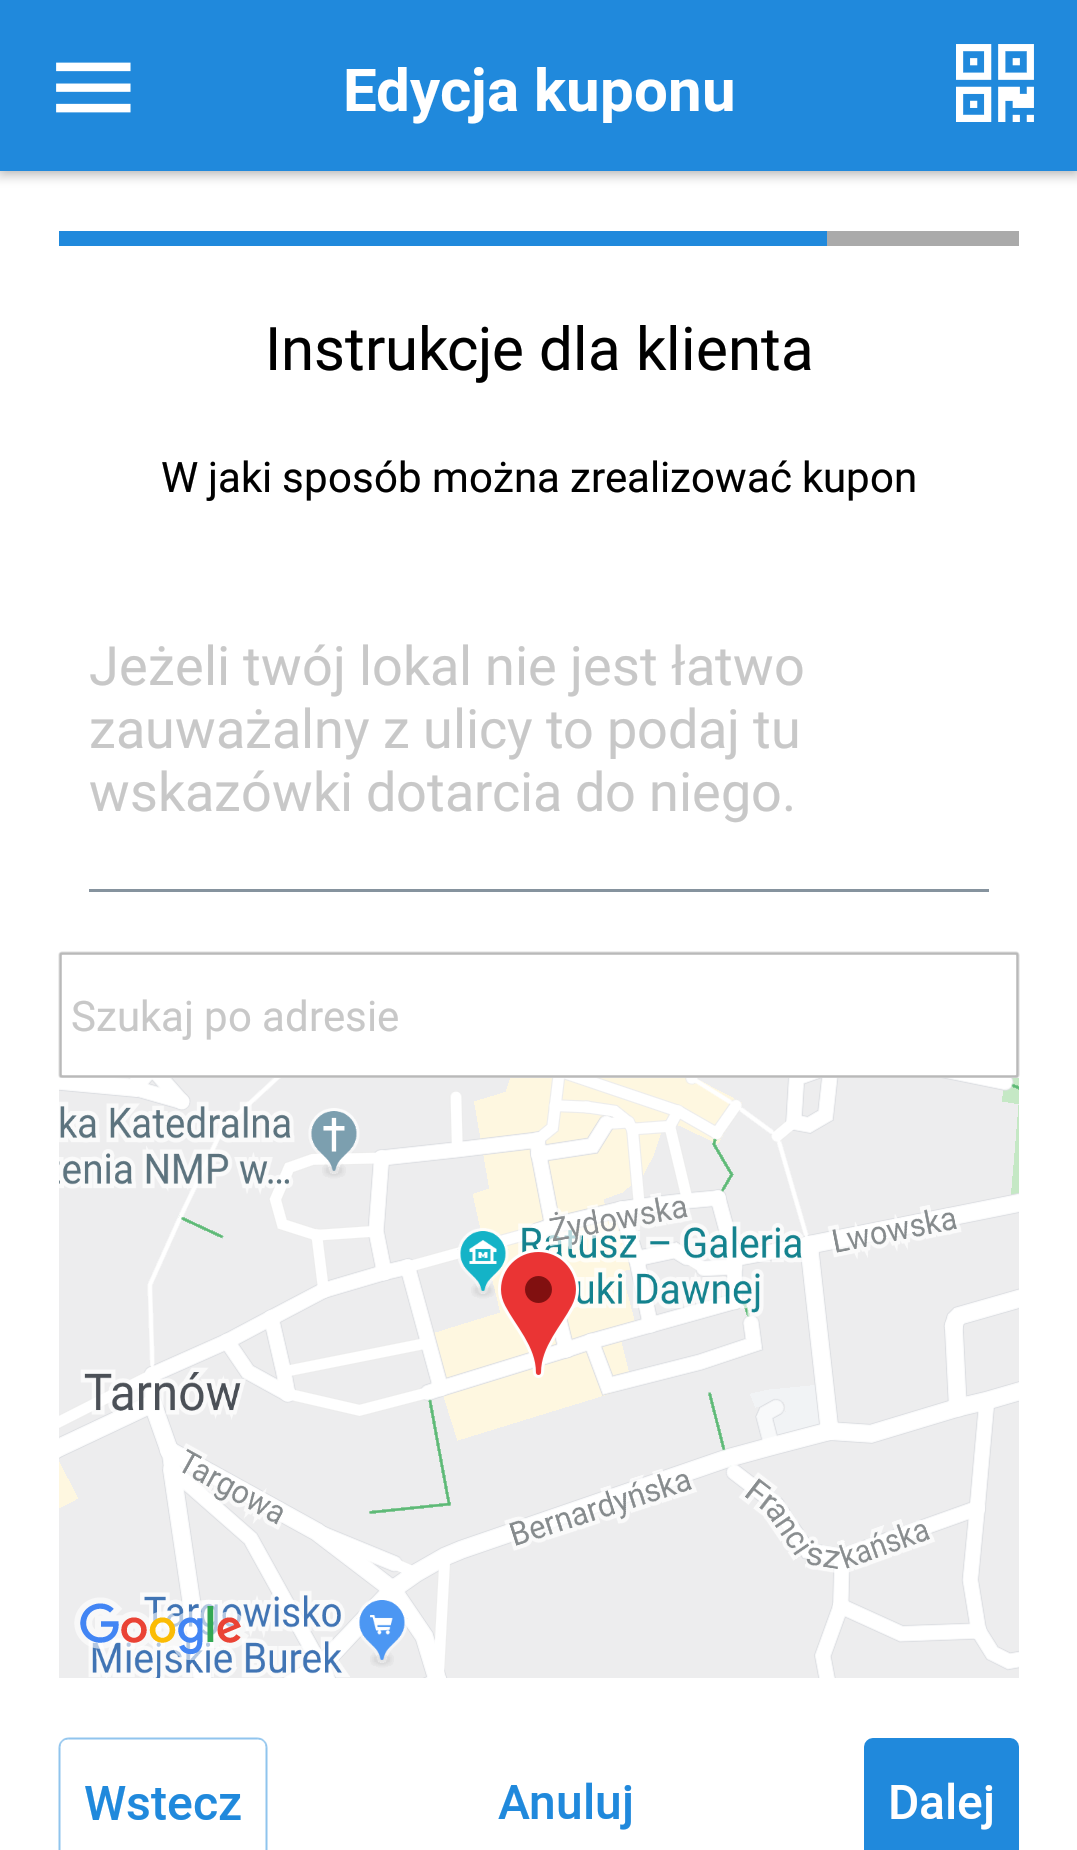 Edycja kuponu
Instrukcje dla klienta
W jaki sposób można zrealizować kupon
Jeżeli twój lokal nie jest łatwo
zauważalny z ulicy to podaj tu
wskazówki dotarcia do niego.
Szukaj po adresie
ka Katedralna
zenia NMP w...
Żydowska
Lwowska
Ratusz – Galeria
uki Dawnej
Tarnów
Targowa
Bernardyńska
Franciszkańska
Targowisko
Google
Miejskie Burek
Wstecz
Anuluj
Dalej